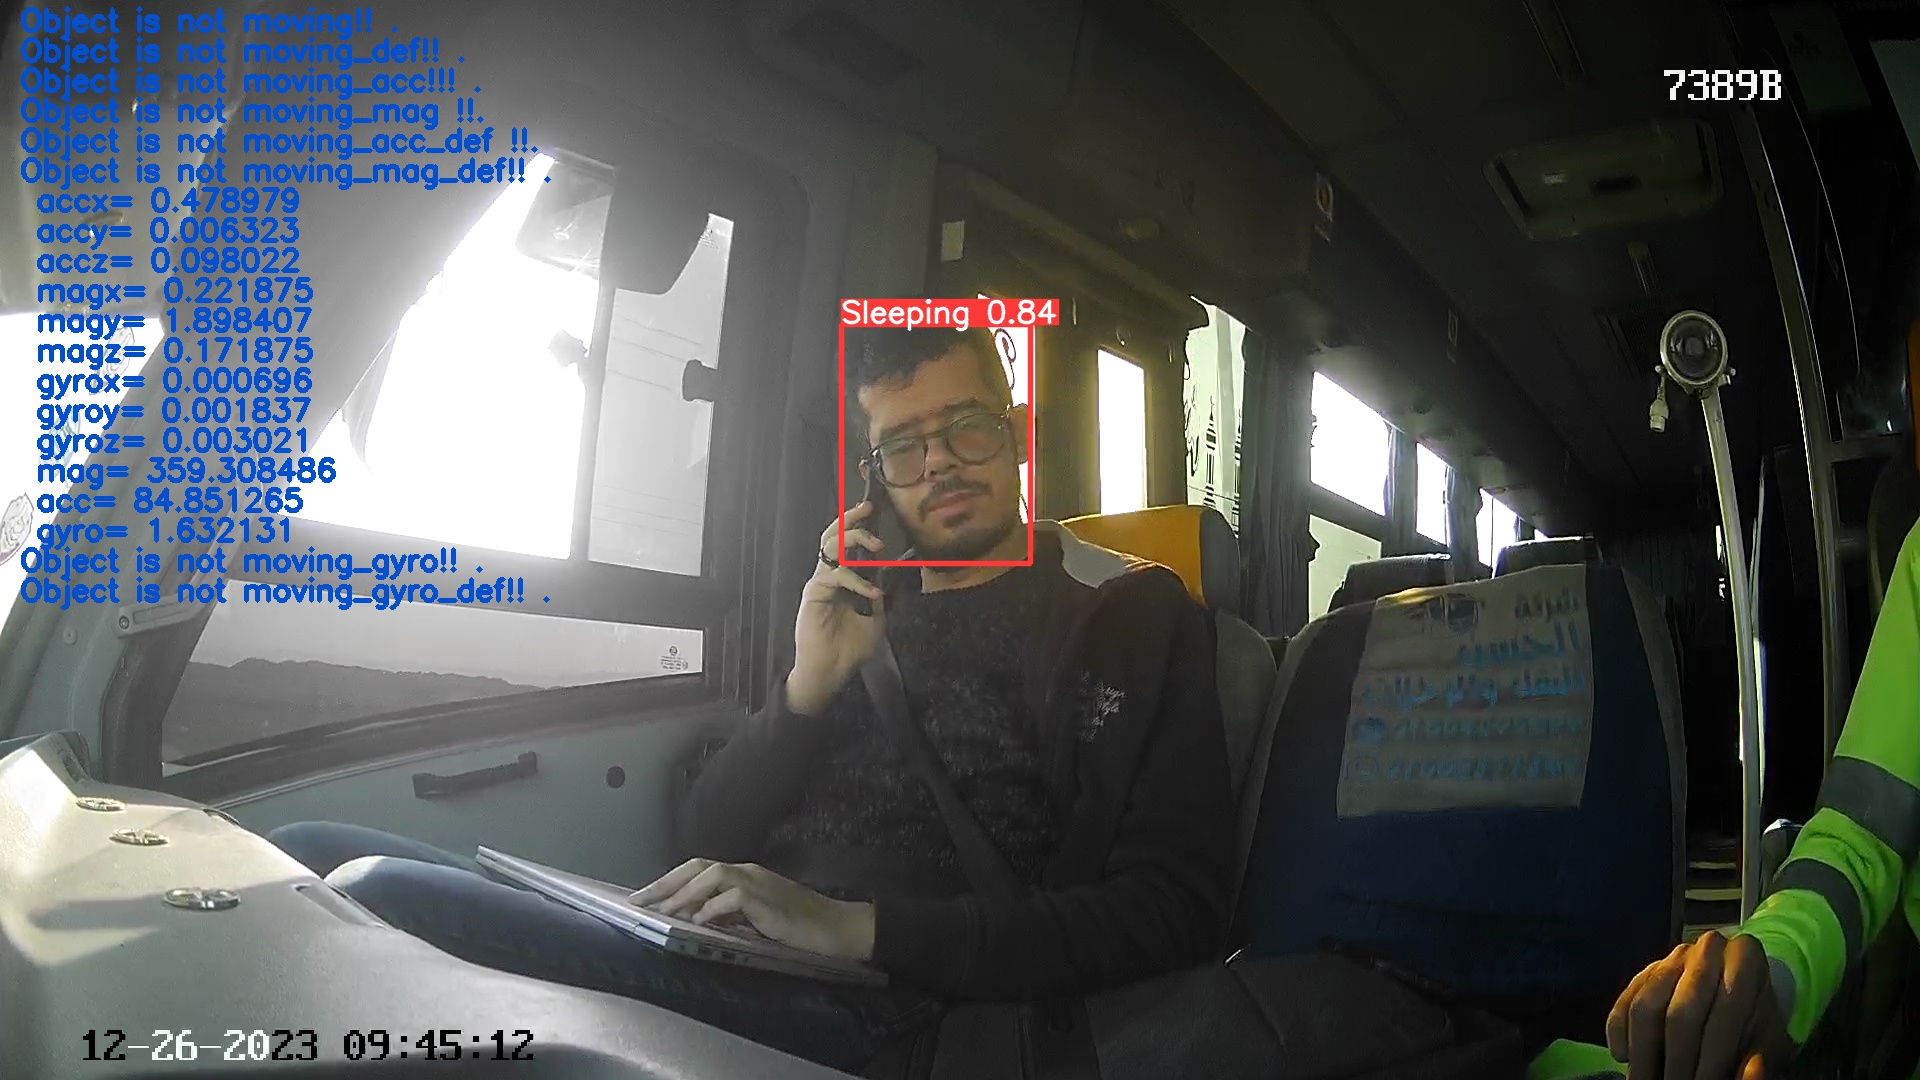 Object is not moving!! .
Object is not moving_def!! .
Object is not moving_acc!!! .
Object is not moving_mag !!.
Object is not moving_acc_def !!.
Object is not moving_mag_def!! .
accx= 0.478979
accy= 0.006323
accz= 0.098022
magx= 0.221875
magy= 1.898407
magz= 0.171875
gyrox= 0.000696
gyroy= 0.001837
gyroz= 0.003021
mag= 359.308486
acc= 84.851265
gyro= 1.632131
Object is not moving_gyro!! .
Object is not moving_gyro_def!! .
7389B
Sleeping 0.84
شركة
للنقل والرحلات
12-26-2023 09:45:12